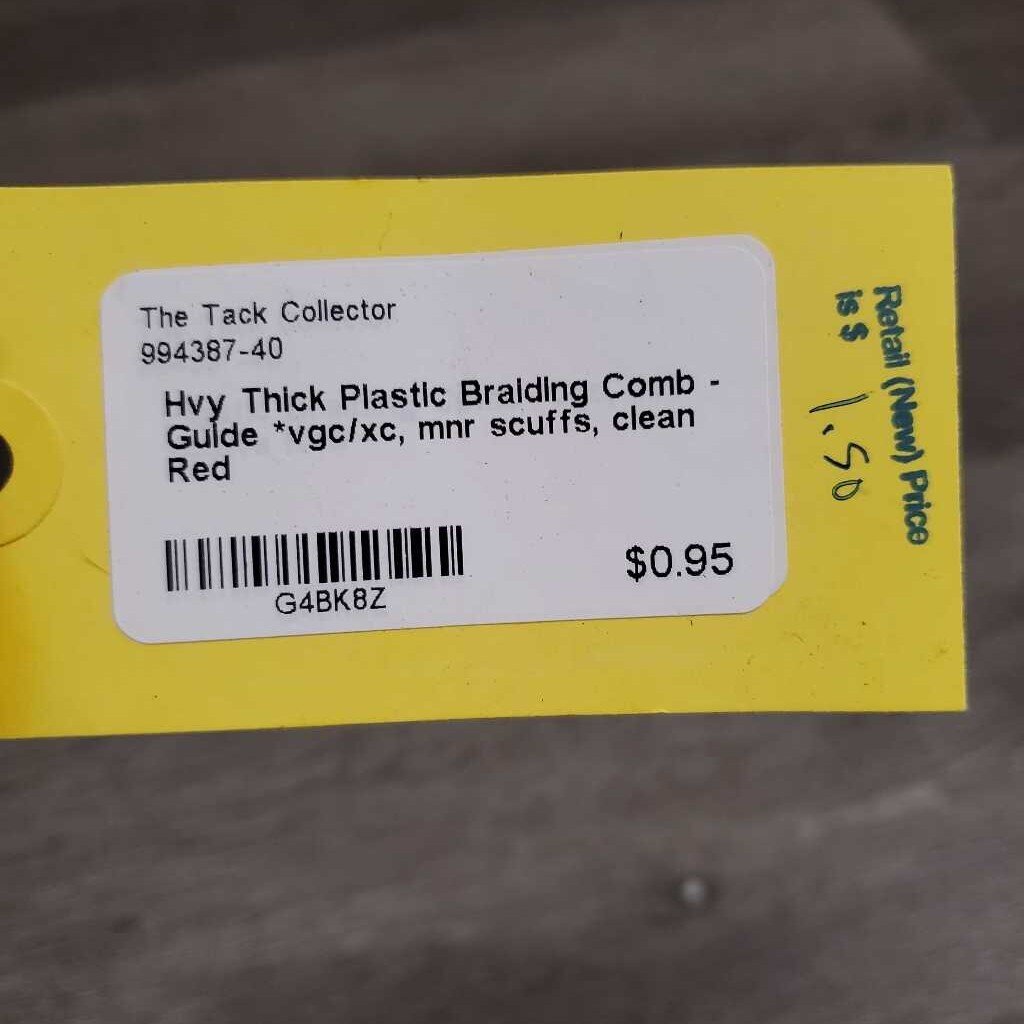 The Tack Collector
994387-40
Hvy Thick Plastic Braiding Comb -
Guide *vgc/xc, mnr scuffs, clean
Red
G4BK8Z
$0.95
Retail (New) Price
is $ 1.50